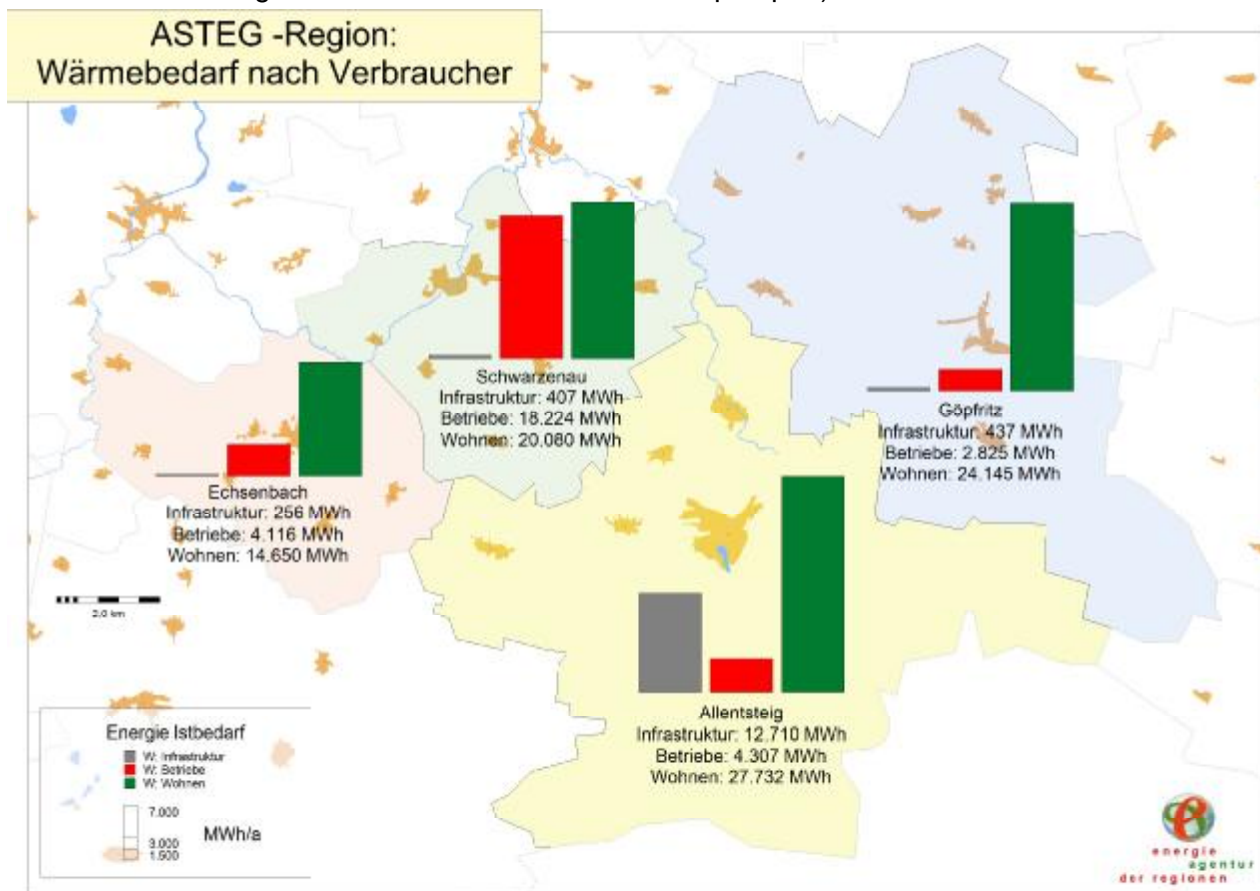 ASTEG -Region:
Wärmebedarf nach Verbraucher
Schwarzenau
Infrastruktur: 407 MWh
Betriebe: 18.224 MWh
Wohnen: 20.080 MWh
Göpfritz
Infrastruktur: 437 MWh
Betriebe: 2.825 MWh
Wohnen: 24.145 MWh
Echsenbach
Infrastruktur: 256 MWh
Betriebe: 4.116 MWh
Wohnen: 14.650 MWh
2,0 km
Allentsteig
Infrastruktur: 12.710 MWh
Betriebe: 4.307 MWh
Wohnen: 27.732 MWh
Energie Istbedarf
W: Infrastruktur
W: Betriebe
W: Wohnen
7.000
3.000
1.500
MWh/a
energie
agentur
der regionen